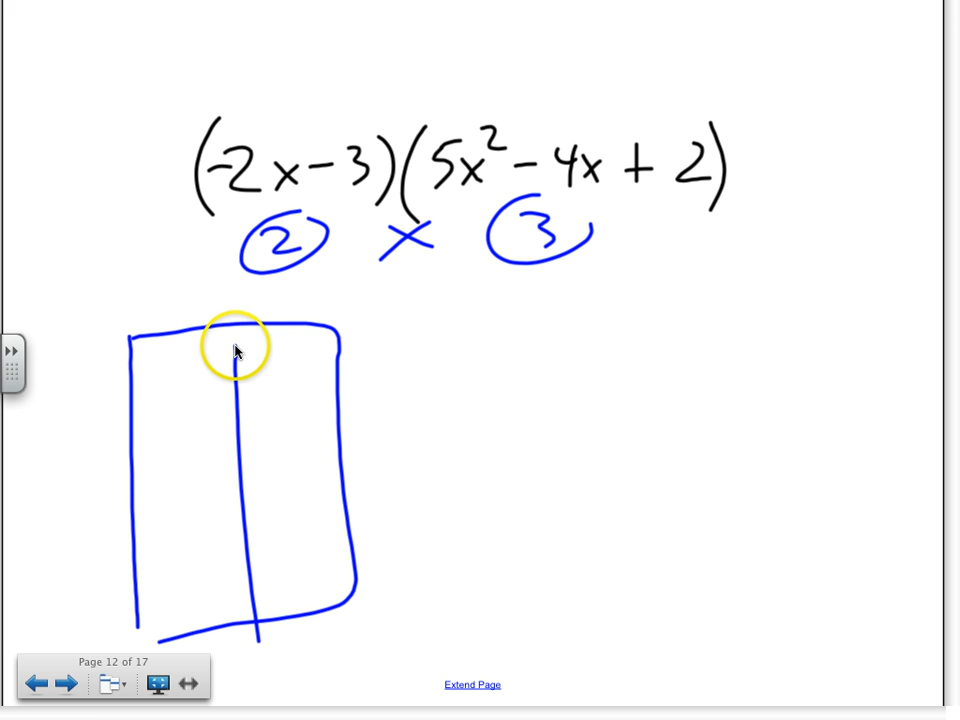 (-2x-3)(5x²-4x+2)
2 x 3
Page 12 of 17
Extend Page